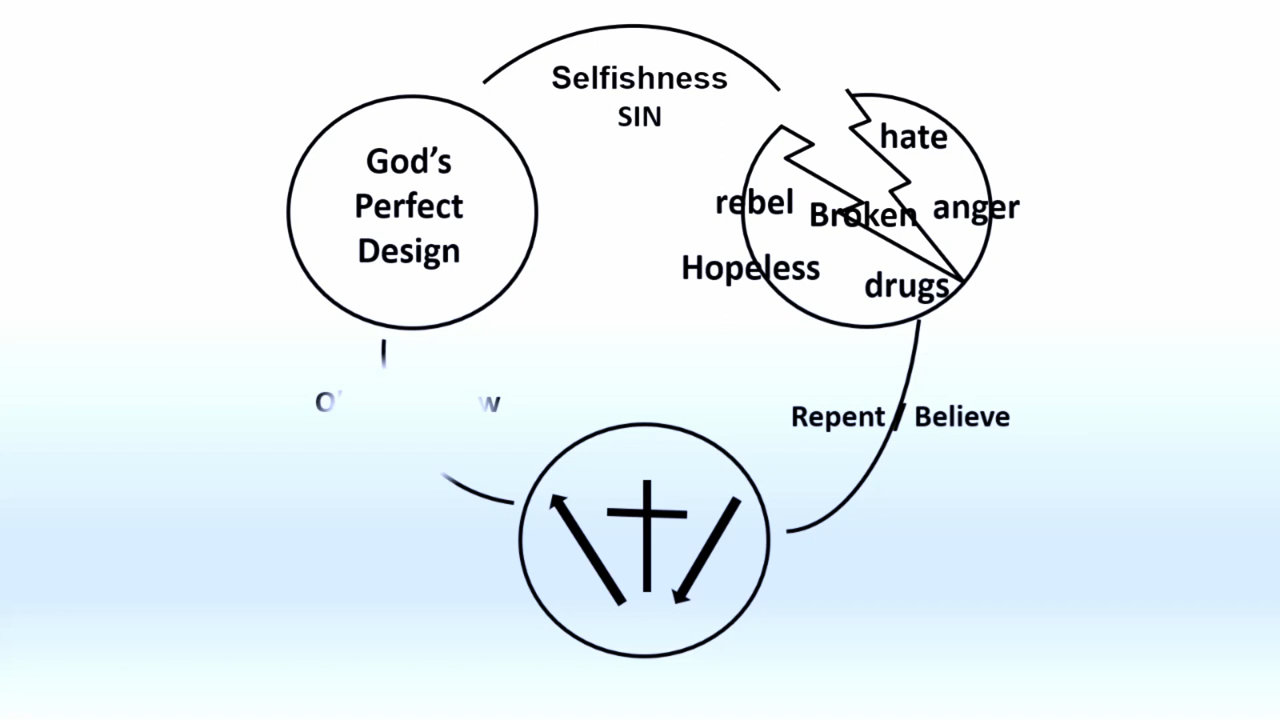 Selfishness
SIN
God's
Perfect
Design
hate
rebel
Broken
anger
Hopeless
drugs
Repent / Believe